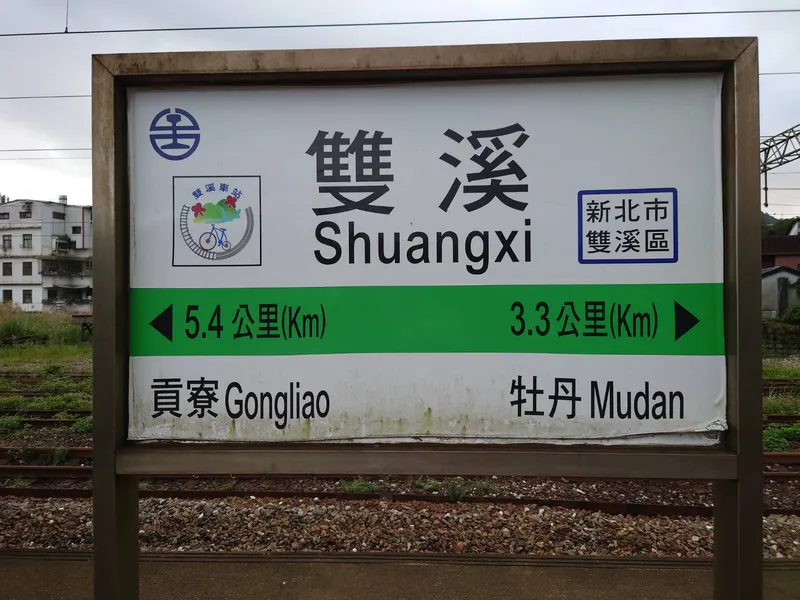 雙溪車站
雙溪
Shuangxi
新北市
雙溪區
5.4 公里(Km)
3.3 公里(Km)
貢寮 Gongliao
牡丹 Mudan